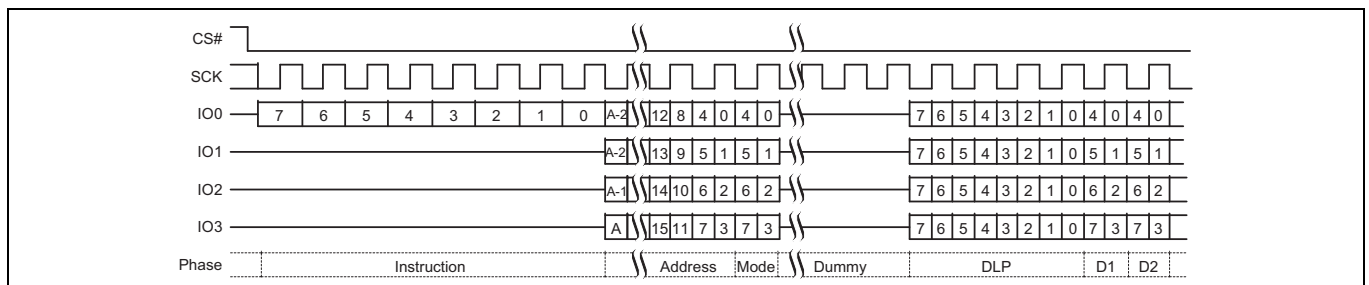 CS#
SCK
IO0 7 6 5 4 3 2 1 0 A-2 12 8 4 0 4 0 7 6 5 4 3 2 1 0 4 0 4 0
IO1 A-2 13 9 5 1 5 1 7 6 5 4 3 2 1 0 5 1 5 1
IO2 A-1 14 10 6 2 6 2 7 6 5 4 3 2 1 0 6 2 6 2
IO3 A 15 11 7 3 7 3 7 6 5 4 3 2 1 0 7 3 7 3
Phase Instruction Address Mode Dummy DLP D1 D2